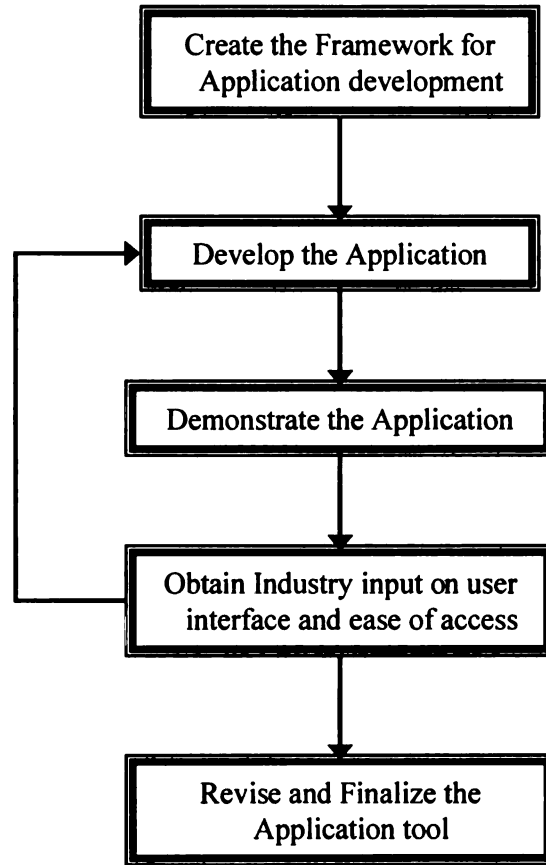 Create the Framework for
Application development
Develop the Application
Demonstrate the Application
Obtain Industry input on user
interface and ease of access
Revise and Finalize the
Application tool